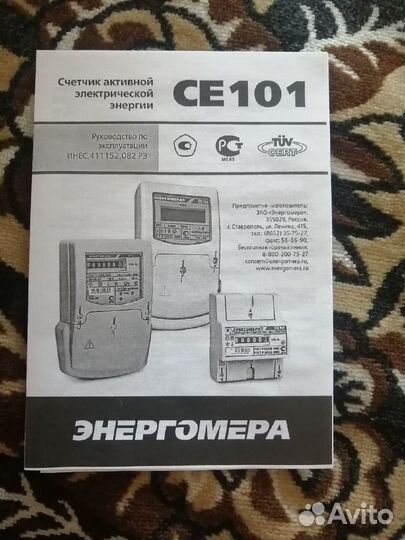 Счетчик активной
электрической
энергии
CE101
Руководство по
эксплуатации
ИНЕС.411152.082 РЭ
МЕ65
TÜV
CERT
Предприятие-изготовитель:
ЗАО «Энергомера»,
355029, Россия,
г. Ставрополь, ул. Ленина, 415,
тел.: (8652) 35-75-27,
факс: 56-66-90,
Бесплатная горячая линия:
8-800-200-75-27
concern@energomera.ru
www.energomera.ru
ЭНЕРГОМЕРА
Avito